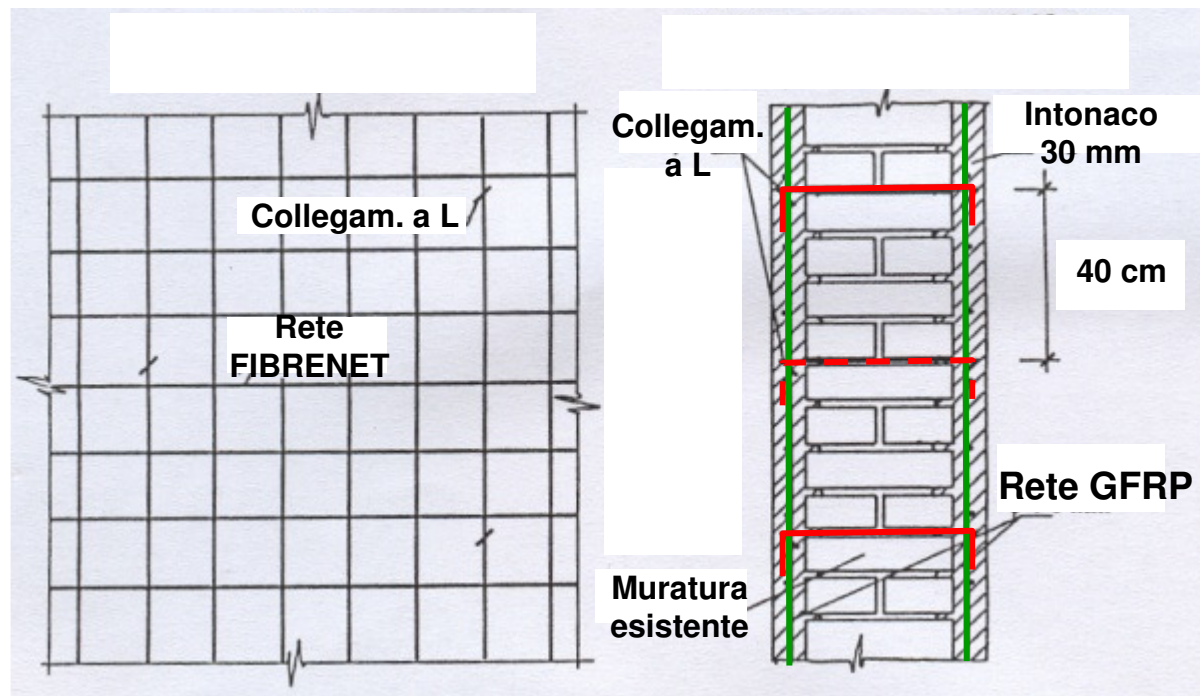 Collegam. a L
Rete
FIBRENET
Collegam.
a L
Intonaco
30 mm
40 cm
Rete GFRP
Muratura
esistente